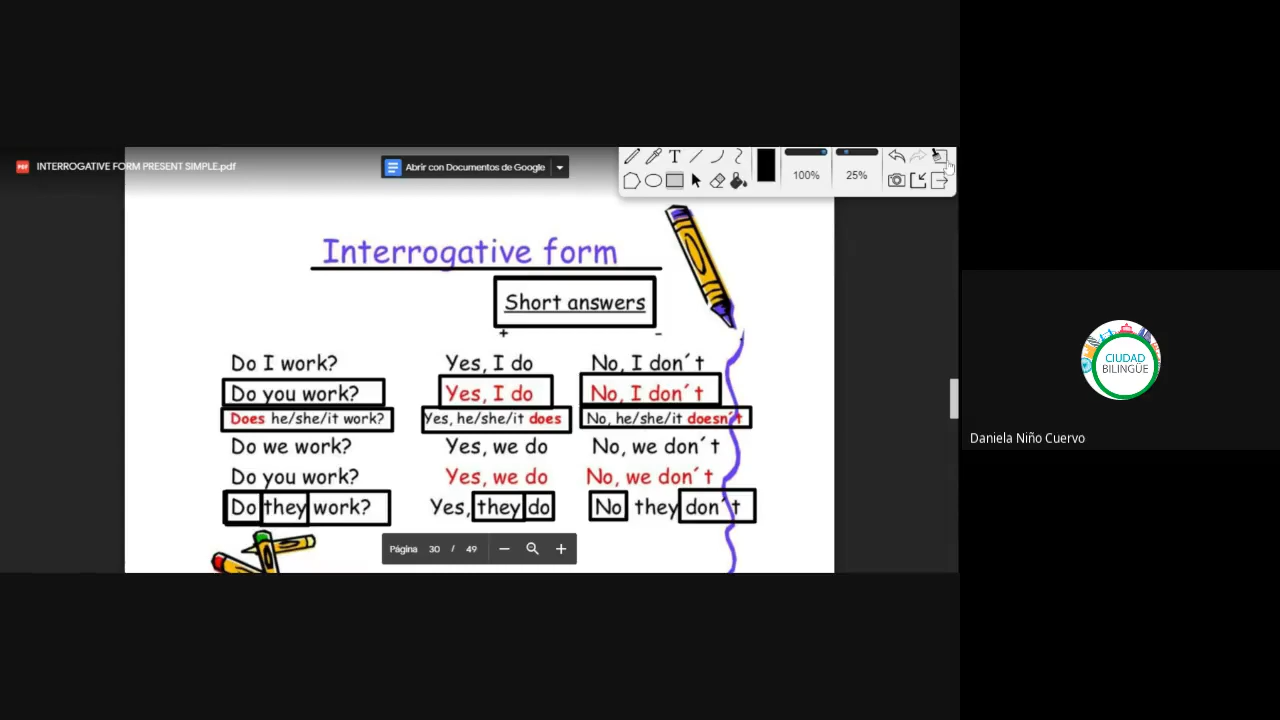 INTERROGATIVE FORM PRESENT SIMPLE.pdf
Abrir con Documentos de Google
T
100%
25%
Interrogative form
Short answers
+ -
Do I work? Yes, I do No, I don´t
Do you work? Yes, I do No, I don´t
Does he/she/it work? Yes, he/she/it does No, he/she/it doesn´t
Do we work? Yes, we do No, we don´t
Do you work? Yes, we do No, we don´t
Do they work? Yes, they do No they don´t
Página 30 / 49
CIUDAD
BILINGÜE
Daniela Niño Cuervo